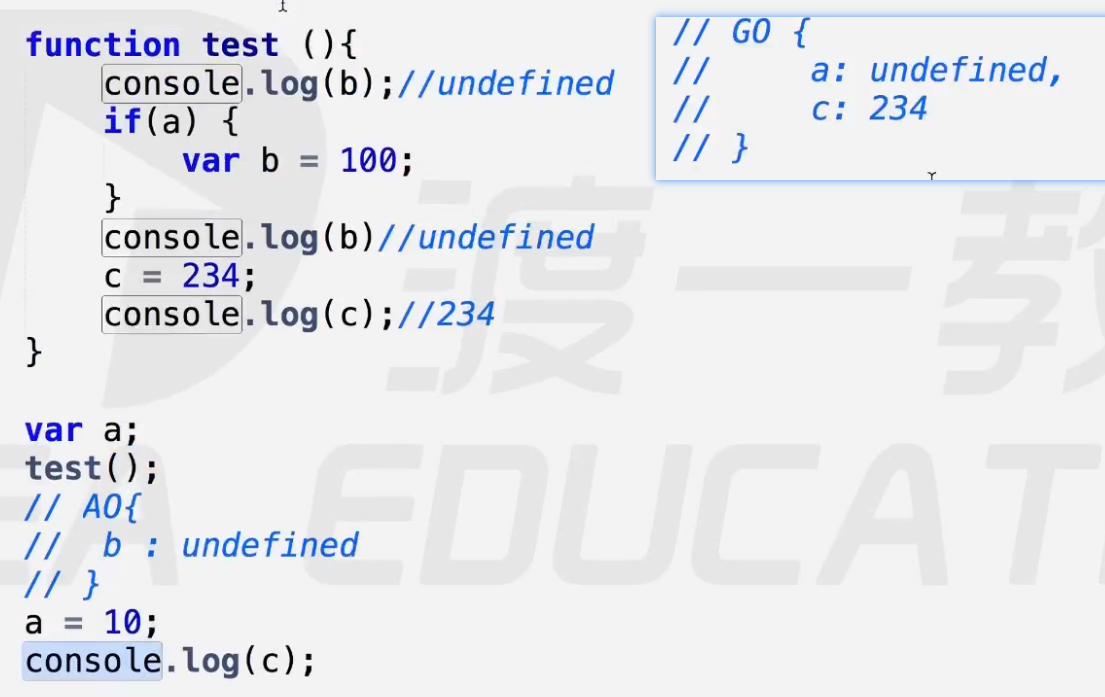 function test (){
console.log(b);//undefined
if(a) {
var b = 100;
}
console.log(b)//undefined
c = 234;
console.log(c);//234
}
var a;
test();
// AO{
//  b : undefined
// }
a = 10;
console.log(c);
// GO {
//     a: undefined,
//     c: 234
// }
渡一教
EA EDUCATI